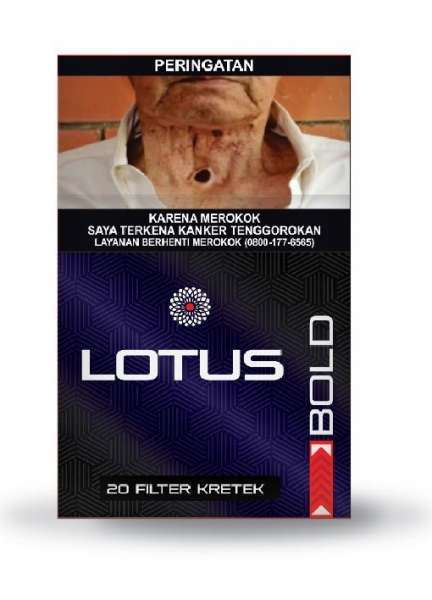 PERINGATAN
KARENA MEROKOK
SAYA TERKENA KANKER TENGGOROKAN
LAYANAN BERHENTI MEROKOK (0800-177-6565)
LOTUS
BOLD
20 FILTER KRETEK